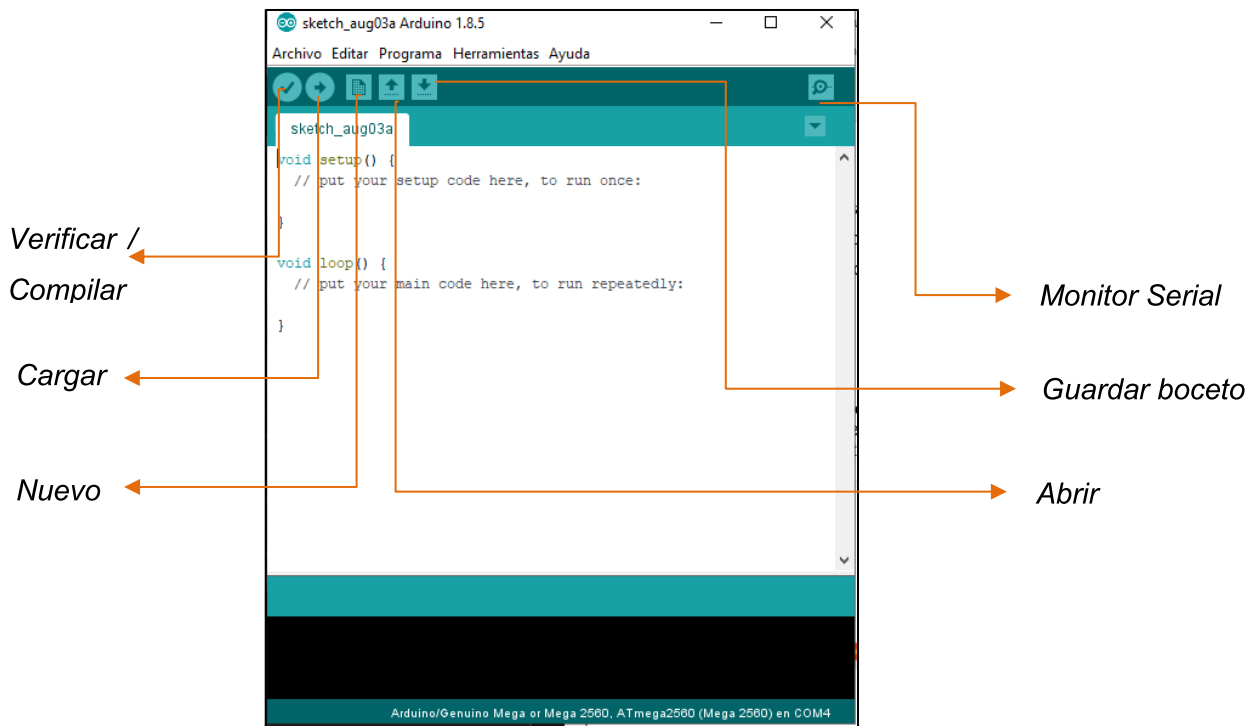 sketch_aug03a Arduino 1.8.5
Archivo Editar Programa Herramientas Ayuda
sketch_aug03a
void setup() {
// put your setup code here, to run once:
}
void loop() {
// put your main code here, to run repeatedly:
}
Verificar /
Compilar
Cargar
Nuevo
Monitor Serial
Guardar boceto
Abrir
Arduino/Genuino Mega or Mega 2560, ATmega2560 (Mega 2560) en COM4